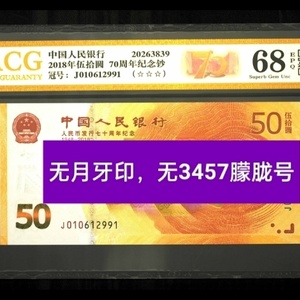 ACG
GUARANTY
中国人民银行 20263839
2018年伍拾圆 70周年纪念钞
冠号：J010612991 (☆☆☆)
68
EPQ
Superb Gem Unc
中国人民银行
人民币发行七十周年纪念
50
伍拾圆
无月牙印，无3457朦胧号
50
J010612991